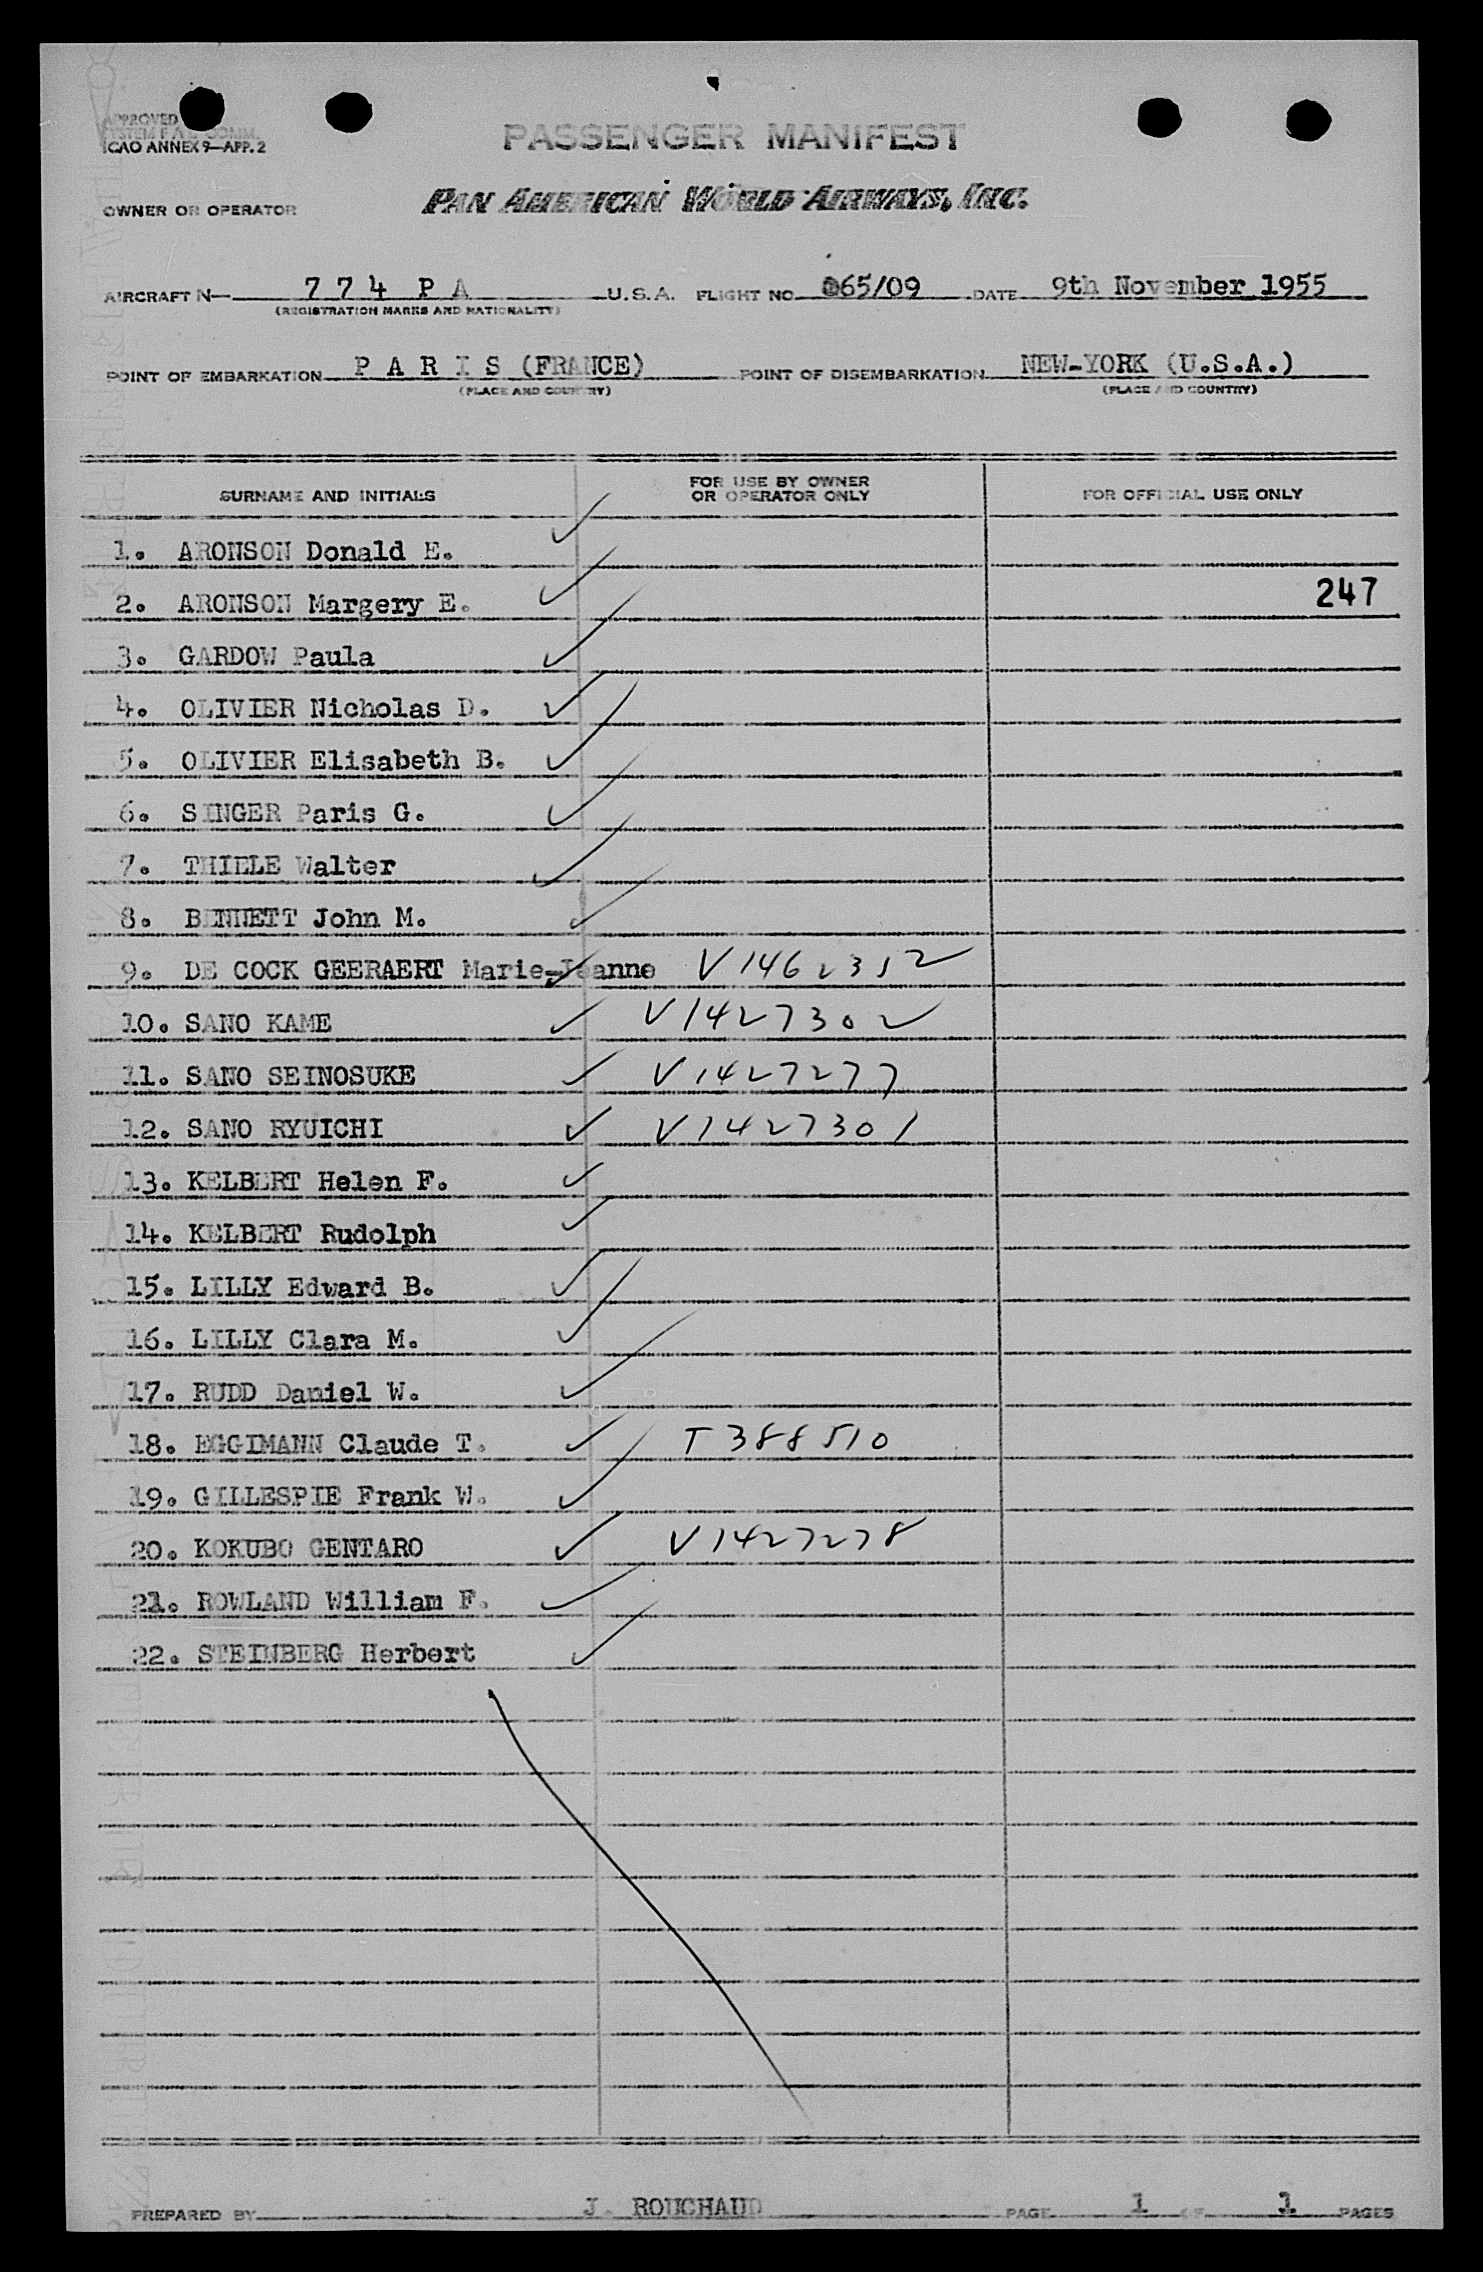 APPROVED
SYSTEM F A L COMM.
ICAO ANNEX 9—APP. 2
PASSENGER MANIFEST
OWNER OR OPERATOR PAN AMERICAN WORLD AIRWAYS, INC.
AIRCRAFT N— 7 7 4 P A U.S.A. FLIGHT NO. 065/09 DATE 9th November 1955
(REGISTRATION MARKS AND NATIONALITY)
POINT OF EMBARKATION P A R I S (FRANCE) POINT OF DISEMBARKATION NEW-YORK (U.S.A.)
(PLACE AND COUNTRY) (PLACE AND COUNTRY)
SURNAME AND INITIALS FOR USE BY OWNER OR OPERATOR ONLY FOR OFFICIAL USE ONLY
1. ARONSON Donald E. ✓
2. ARONSON Margery E. ✓ 247
3. GARDOW Paula ✓
4. OLIVIER Nicholas D. ✓
5. OLIVIER Elisabeth B. ✓
6. SINGER Paris G. ✓
7. THIELE Walter ✓
8. BENNETT John M. ✓
9. DE COCK GEERAERT Marie-Jeanne ✓ V1462352
10. SANO KAME ✓ V1427302
11. SANO SEINOSUKE ✓ V1427277
12. SANO RYUICHI ✓ V1427301
13. KELBERT Helen F. ✓
14. KELBERT Rudolph ✓
15. LILLY Edward B. ✓
16. LILLY Clara M. ✓
17. RUDD Daniel W. ✓
18. EGGIMANN Claude T. ✓ T388510
19. GILLESPIE Frank W. ✓
20. KOKUBO GENTARO ✓ V1427278
21. ROWLAND William F. ✓
22. STEINBERG Herbert ✓
PREPARED BY J. ROUCHAUD PAGE 1 OF 1 PAGES